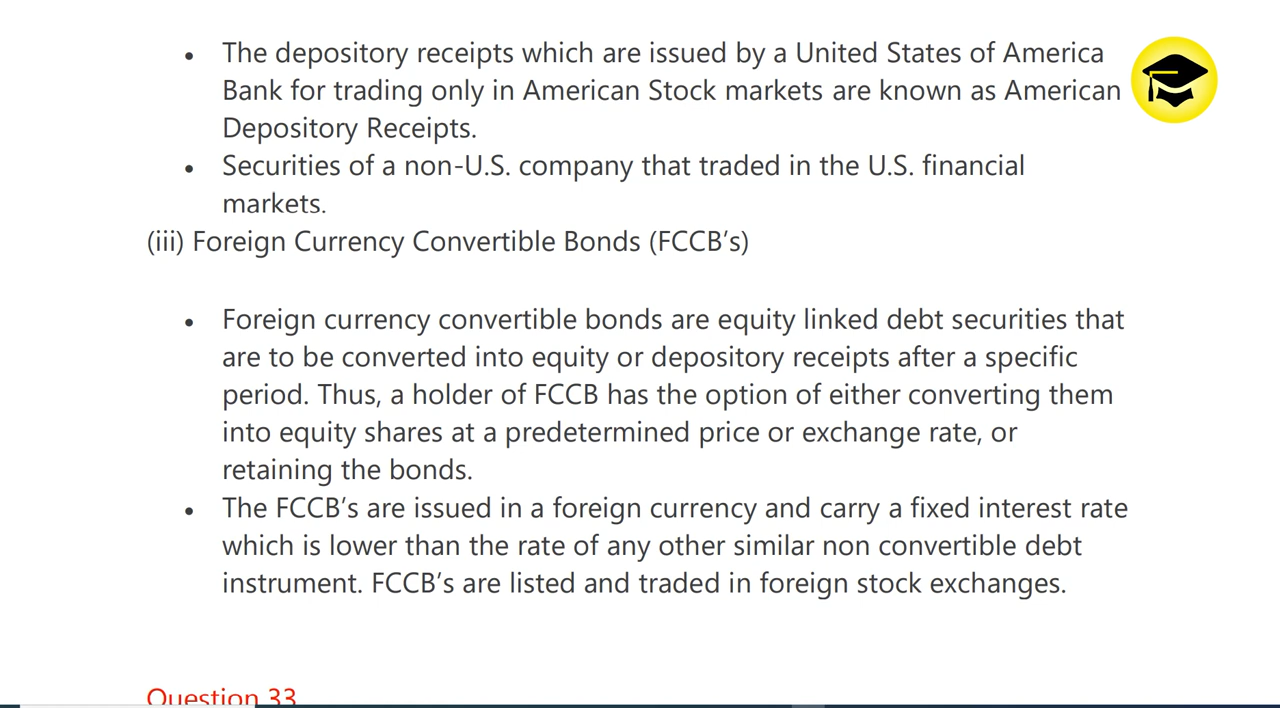 • The depository receipts which are issued by a United States of America
Bank for trading only in American Stock markets are known as American
Depository Receipts.
• Securities of a non-U.S. company that traded in the U.S. financial
markets.
(iii) Foreign Currency Convertible Bonds (FCCB’s)
• Foreign currency convertible bonds are equity linked debt securities that
are to be converted into equity or depository receipts after a specific
period. Thus, a holder of FCCB has the option of either converting them
into equity shares at a predetermined price or exchange rate, or
retaining the bonds.
• The FCCB’s are issued in a foreign currency and carry a fixed interest rate
which is lower than the rate of any other similar non convertible debt
instrument. FCCB’s are listed and traded in foreign stock exchanges.
Question 33